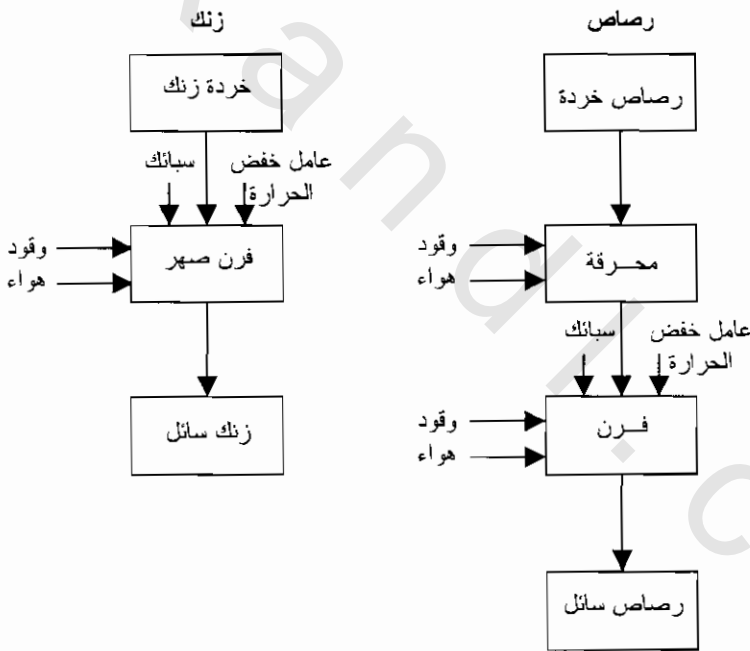 رصاص
رصاص خردة
وقود
هواء
محــرقة
سبائك
عامل خفض
الحرارة
وقود
هواء
فــرن
رصاص سائل
زنك
خردة زنك
سبائك
عامل خفض
الحرارة
وقود
هواء
فرن صهر
زنك سائل